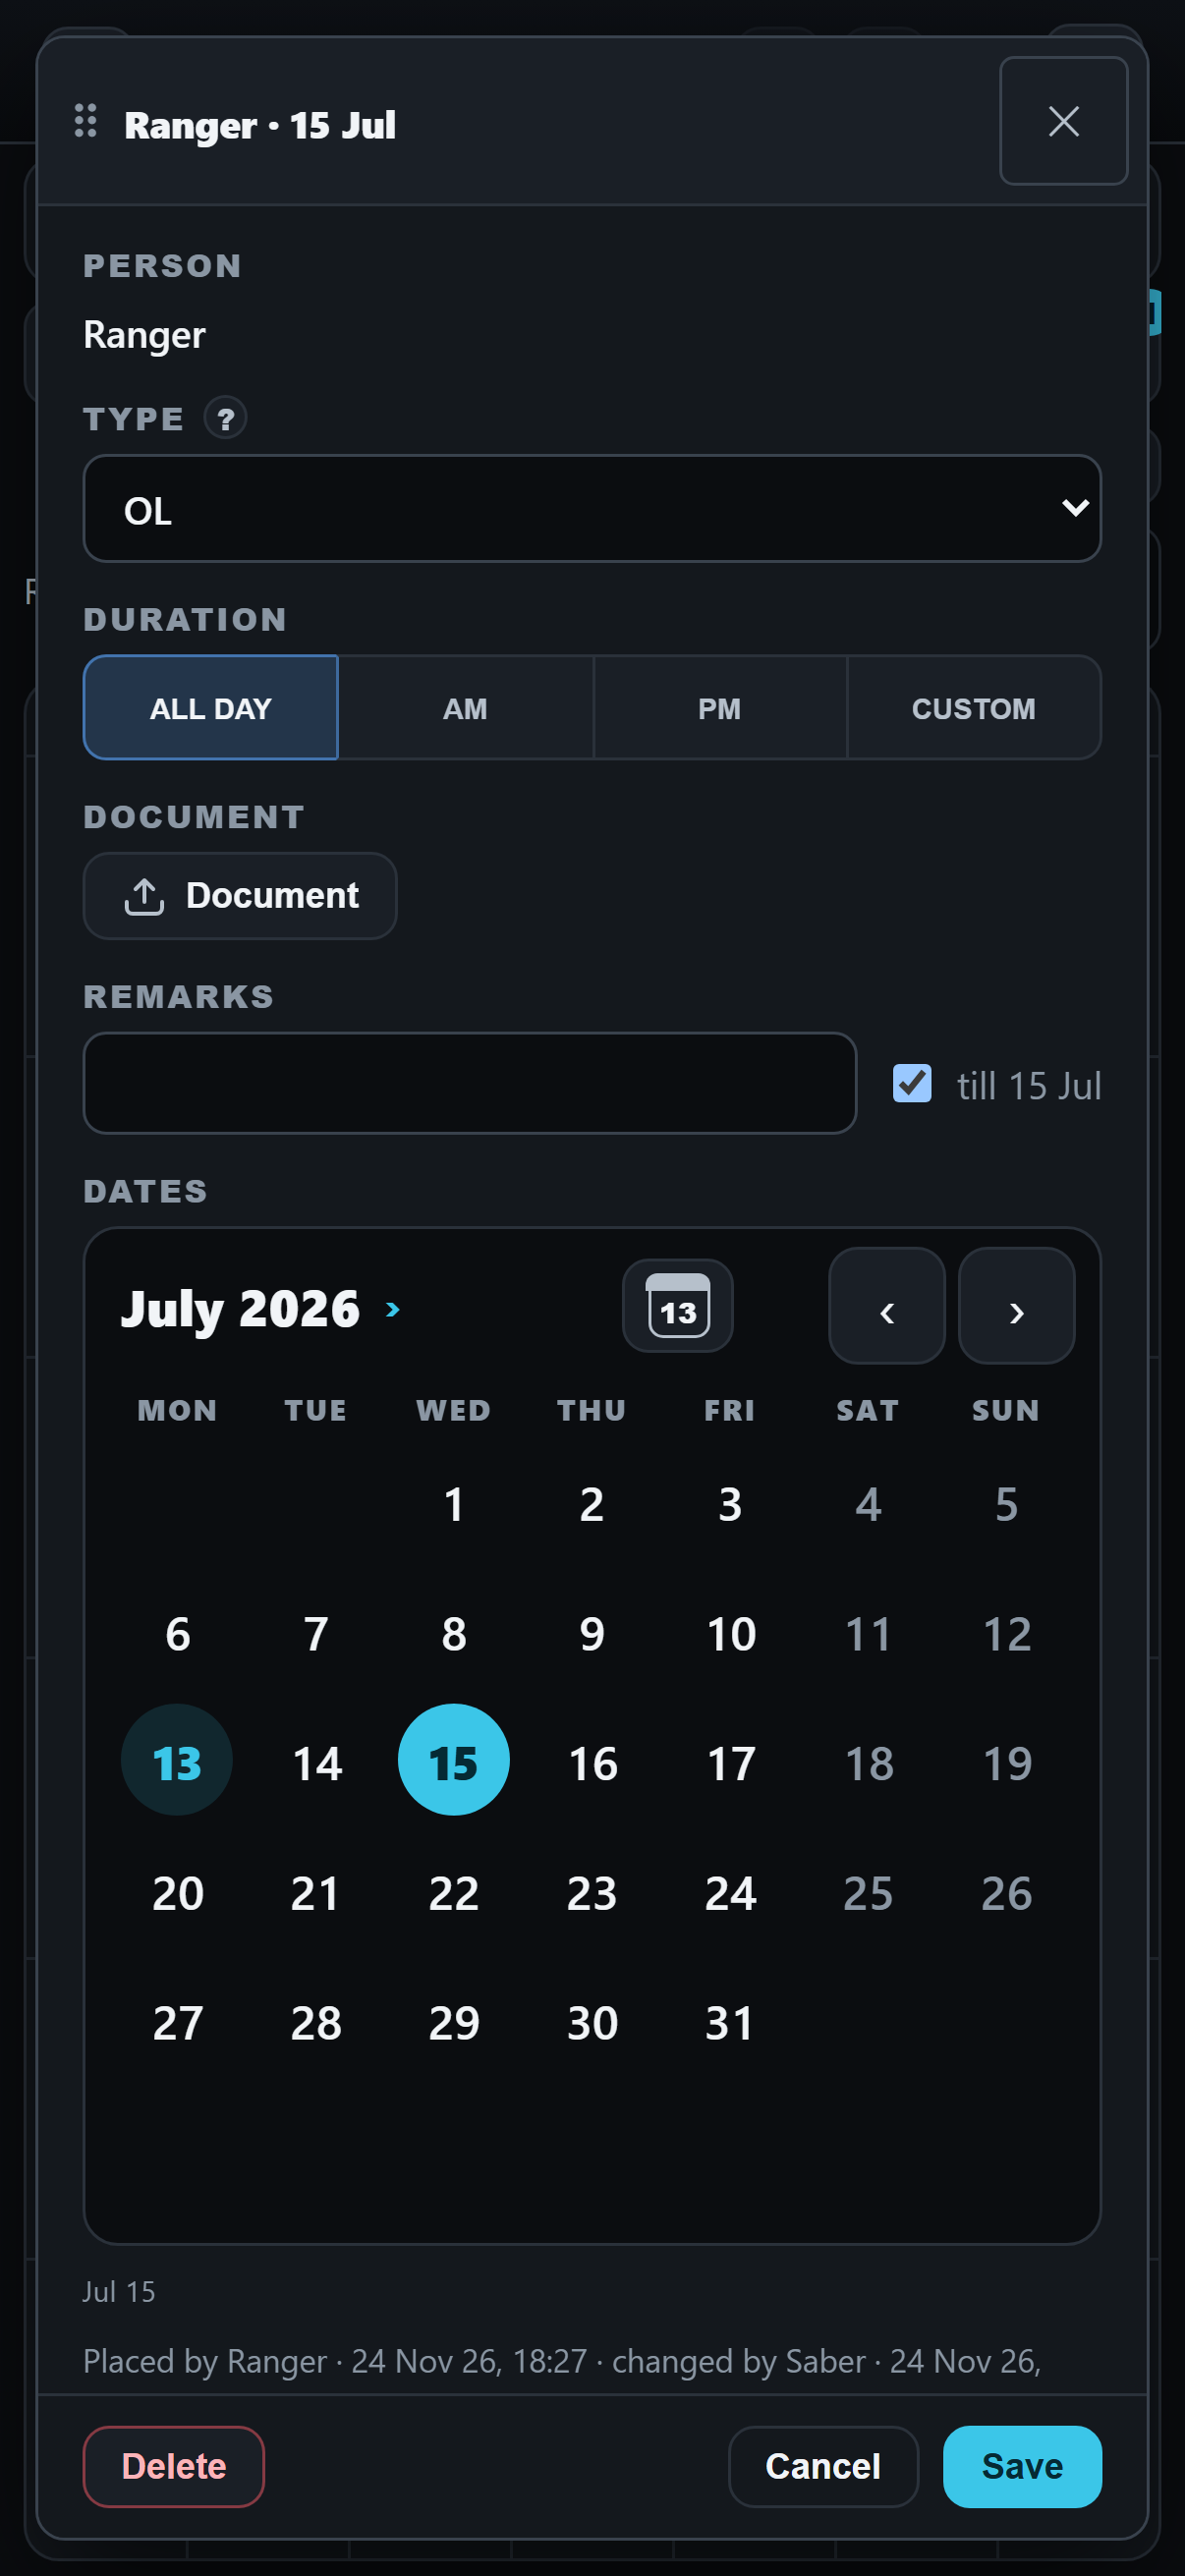 Ranger · 15 Jul
PERSON
Ranger
TYPE ?
OL
DURATION
ALL DAY AM PM CUSTOM
DOCUMENT
Document
REMARKS
till 15 Jul
DATES
July 2026 › 13 ‹ ›
MON TUE WED THU FRI SAT SUN
1 2 3 4 5
6 7 8 9 10 11 12
13 14 15 16 17 18 19
20 21 22 23 24 25 26
27 28 29 30 31
Jul 15
Placed by Ranger · 24 Nov 26, 18:27 · changed by Saber · 24 Nov 26,
Delete Cancel Save